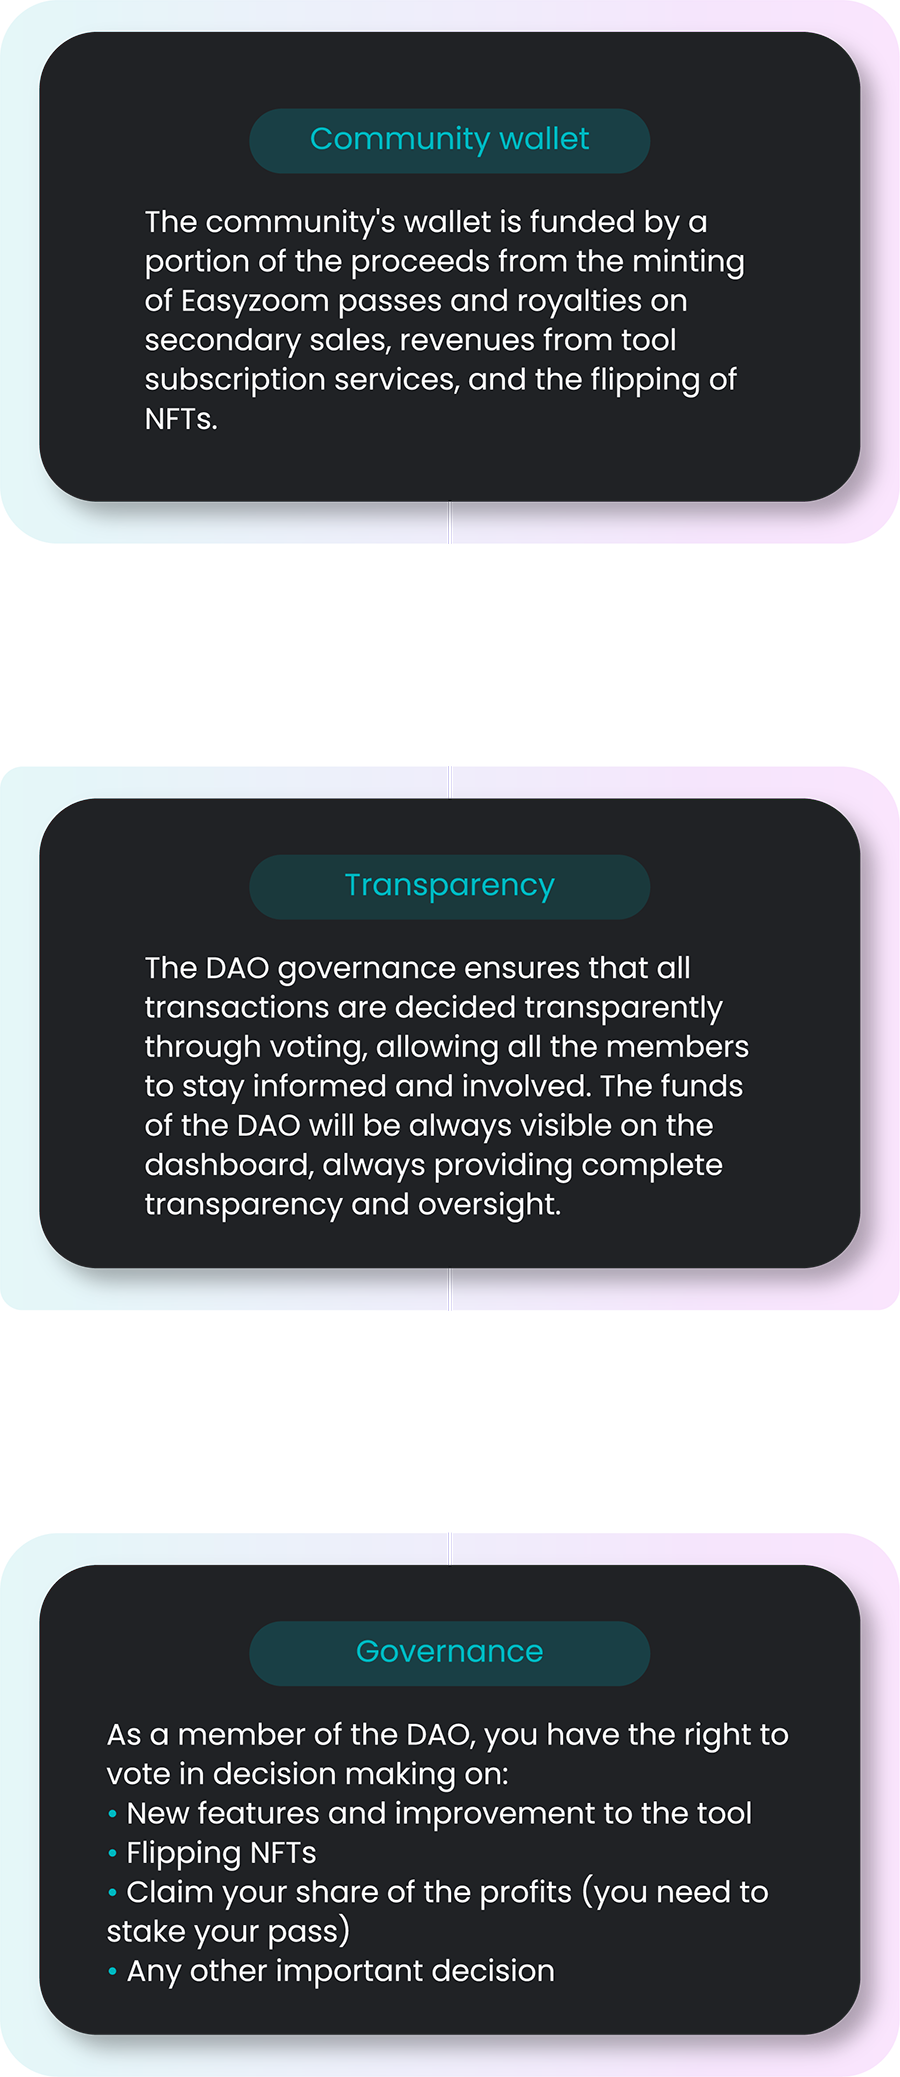 Community wallet
The community's wallet is funded by a
portion of the proceeds from the minting
of Easyzoom passes and royalties on
secondary sales, revenues from tool
subscription services, and the flipping of
NFTs.
Transparency
The DAO governance ensures that all
transactions are decided transparently
through voting, allowing all the members
to stay informed and involved. The funds
of the DAO will be always visible on the
dashboard, always providing complete
transparency and oversight.
Governance
As a member of the DAO, you have the right to
vote in decision making on:
• New features and improvement to the tool
• Flipping NFTs
• Claim your share of the profits (you need to
stake your pass)
• Any other important decision